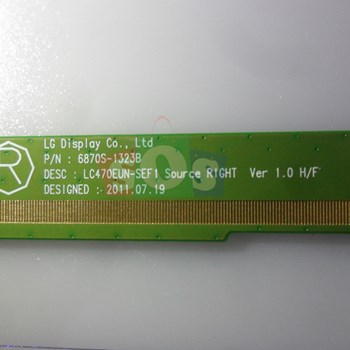 LG Display Co., Ltd
P/N : 6870S-1323B
DESC : LC470EUN-SEF1 Source RIGHT Ver 1.0 H/F
DESIGNED : 2011.07.19
R